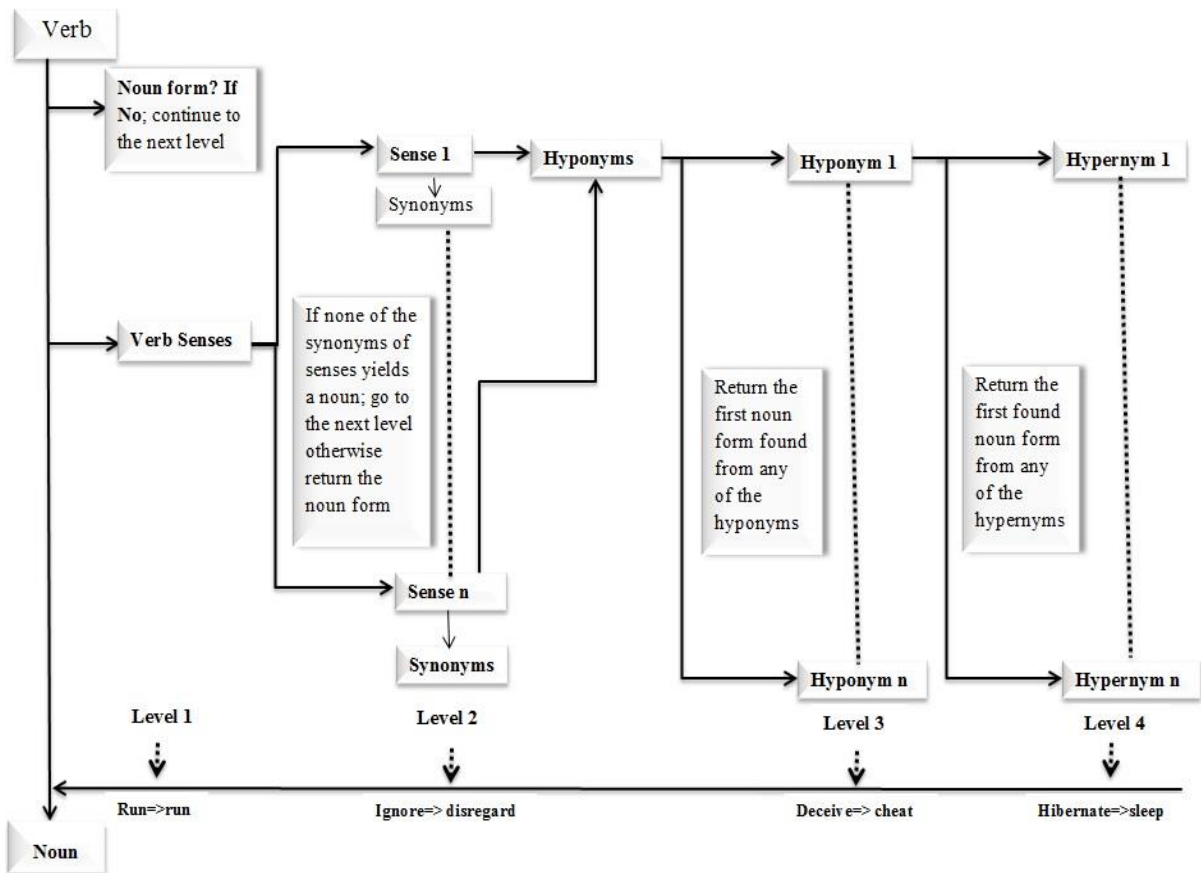 Verb
Noun form? If
No; continue to
the next level
Sense 1
Hyponyms
Hyponym 1
Hypernym 1
Synonyms
Verb Senses
If none of the
synonyms of
senses yields
a noun; go to
the next level
otherwise
return the
noun form
Return the
first noun
form found
from any
of the
hyponyms
Return the
first found
noun form
from any
of the
hypernyms
Sense n
Synonyms
Hyponym n
Hypernym n
Level 1
Level 2
Level 3
Level 4
Run=>run
Ignore=> disregard
Deceive=> cheat
Hibernate=>sleep
Noun